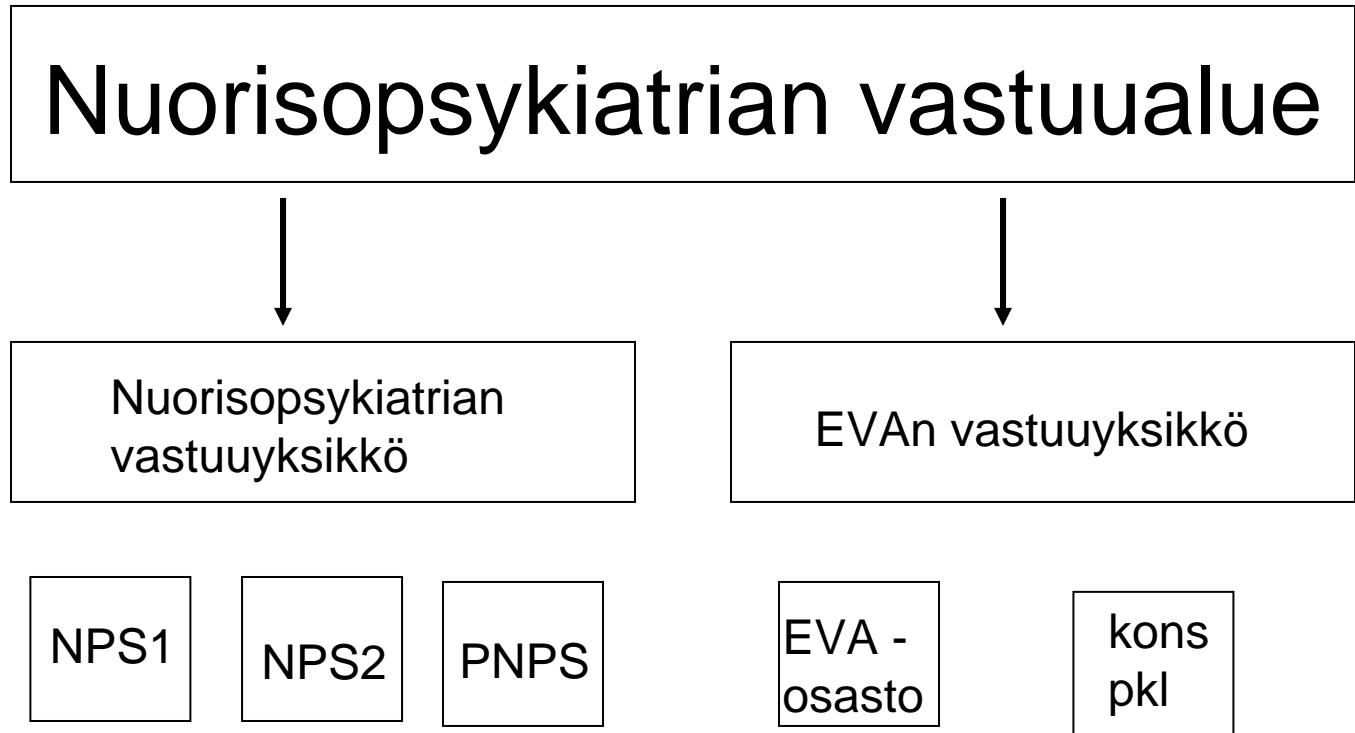 Nuorisopsykiatrian vastuualue
Nuorisopsykiatrian
vastuuyksikkö
EVAn vastuuyksikkö
NPS1
NPS2
PNPS
EVA -
osasto
kons
pkl